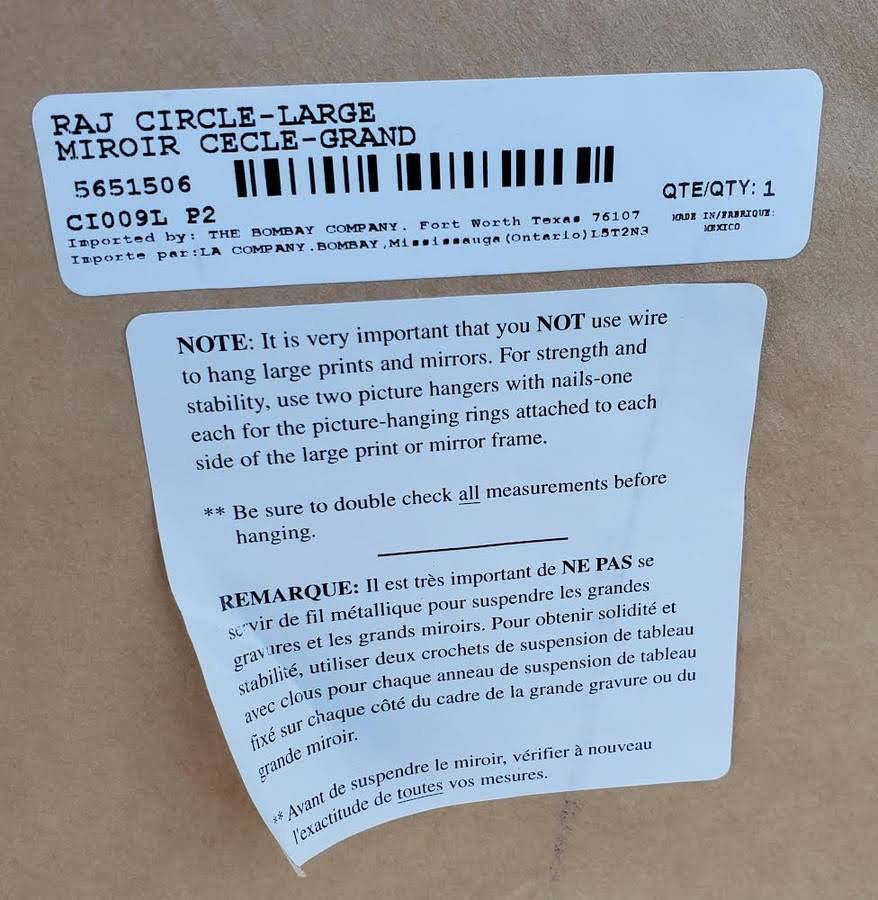 RAJ CIRCLE-LARGE
MIROIR CECLE-GRAND
5651506
CI009L P2
QTE/QTY: 1
Imported by: THE BOMBAY COMPANY. Fort Worth Texas 76107
Importe par:LA COMPANY.BOMBAY,Mississauga(Ontario)L5T2N3
MADE IN/FABRIQUE:
MEXICO
NOTE: It is very important that you NOT use wire
to hang large prints and mirrors. For strength and
stability, use two picture hangers with nails-one
each for the picture-hanging rings attached to each
side of the large print or mirror frame.
** Be sure to double check all measurements before
hanging.
REMARQUE: Il est très important de NE PAS se
servir de fil métallique pour suspendre les grandes
gravures et les grands miroirs. Pour obtenir solidité et
stabilité, utiliser deux crochets de suspension de tableau
avec clous pour chaque anneau de suspension de tableau
fixé sur chaque côté du cadre de la grande gravure ou du
grande miroir.
** Avant de suspendre le miroir, vérifier à nouveau
l'exactitude de toutes vos mesures.